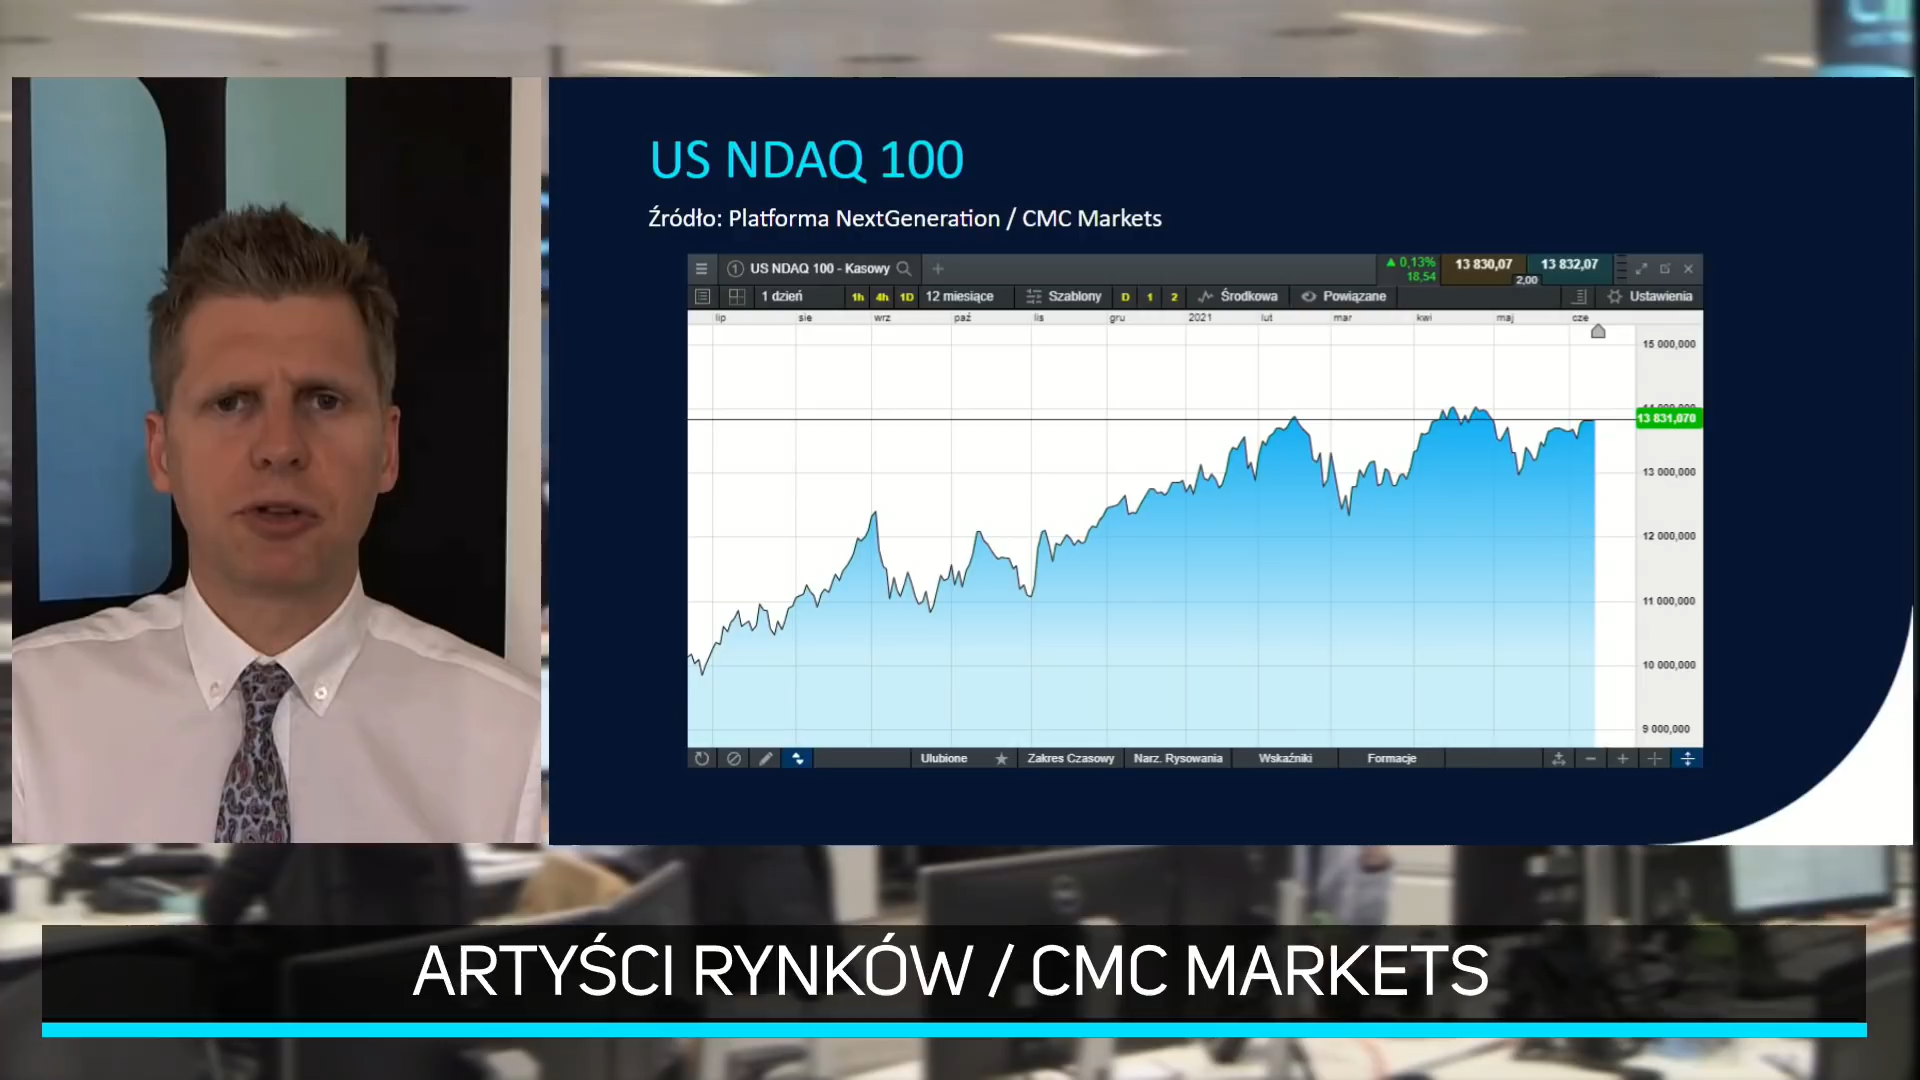 US NDAQ 100
Źródło: Platforma NextGeneration / CMC Markets
1 US NDAQ 100 - Kasowy
0,13%
18,54
13 830,07
2,00
13 832,07
1 dzień 1h 4h 1D 12 miesiące Szablony D 1 2 Środkowa Powiązane Ustawienia
lip sie wrz paź lis gru 2021 lut mar kwi maj cze
15 000,000
13 831,070
13 000,000
12 000,000
11 000,000
10 000,000
9 000,000
Ulubione Zakres Czasowy Narz. Rysowania Wskaźniki Formacje
ARTYŚCI RYNKÓW / CMC MARKETS